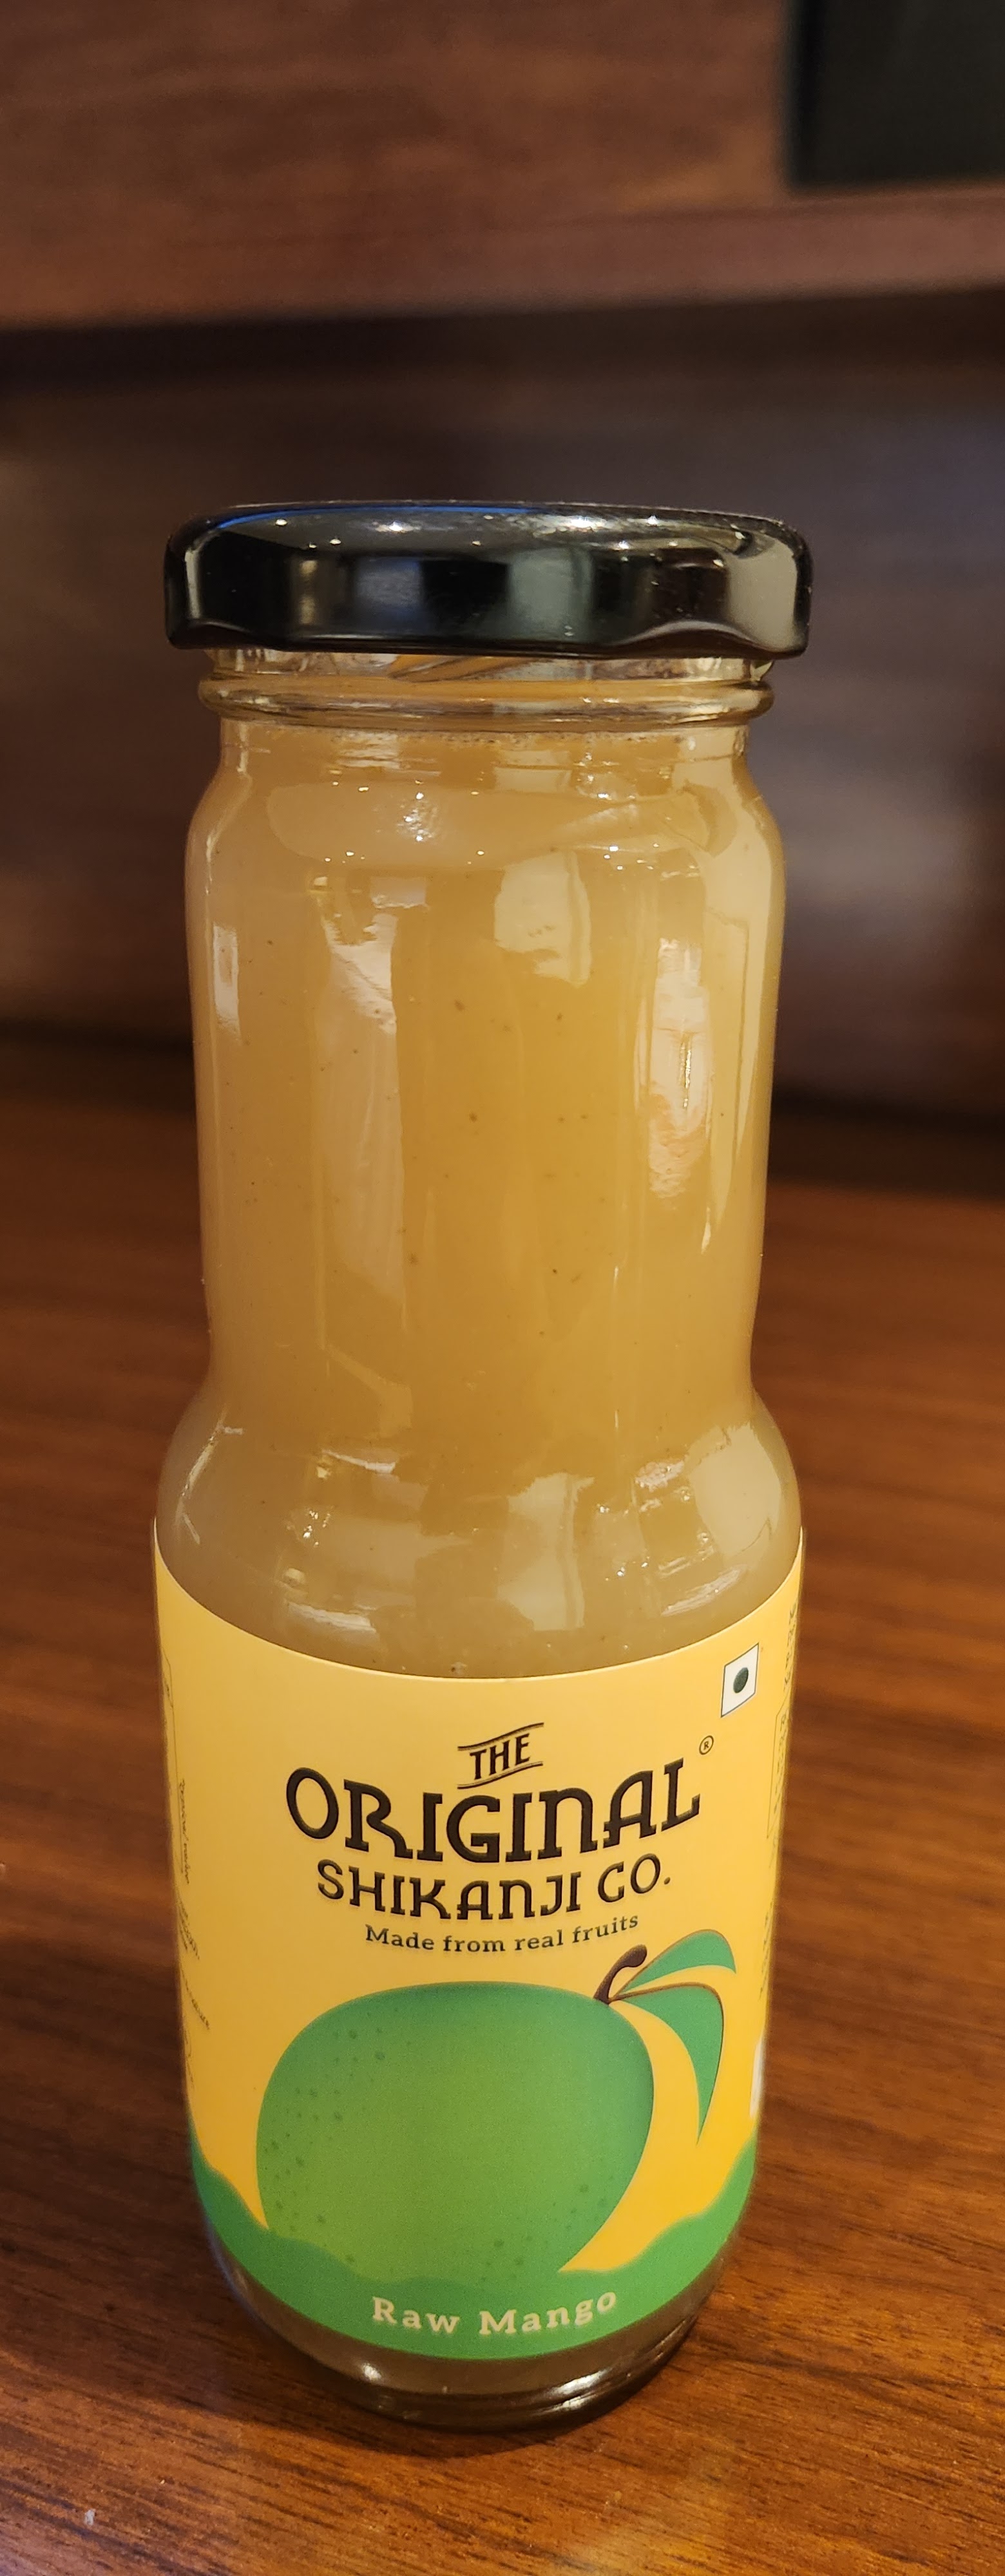 THE
ORIGINAL ®
SHIKANJI CO.
Made from real fruits
Raw Mango